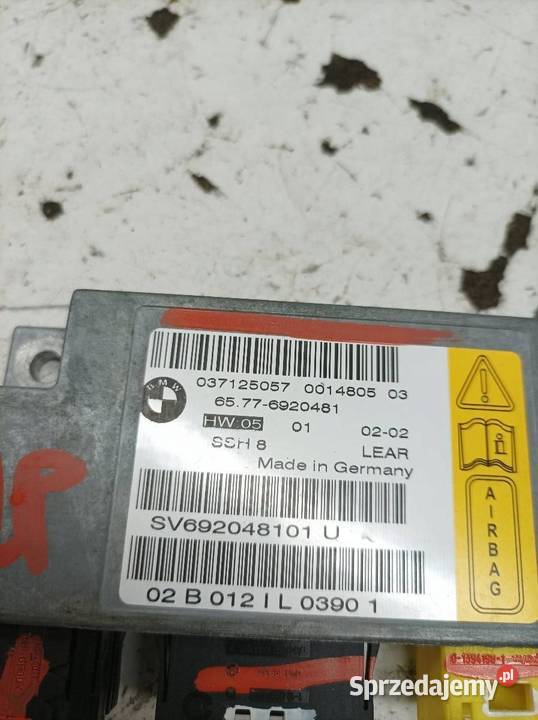 BMW
037125057 0014805 03
65.77-6920481
HW 05 01 02-02
SSH 8 LEAR
Made in Germany
SV692048101 U
02 B 012 I L 0390 1
AIRBAG
Sprzedajemy.pl